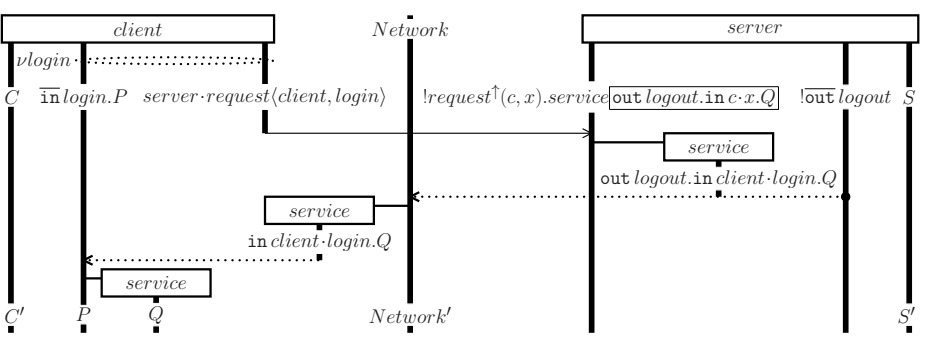 client Network server
νlogin
C in̅ login.P server·request⟨client, login⟩ !request↑(c, x).service out logout.in c·x.Q !out̅ logout S
service
out logout.in client·login.Q
service
in client·login.Q
service
C′ P Q Network′ S′